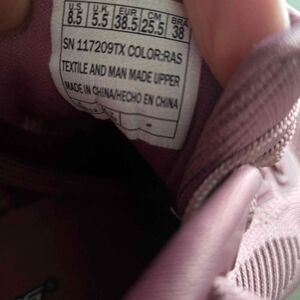 U.S. U.K. EUR CM BRA
8.5 5.5 38.5 25.5 38
SN 117209TX COLOR:RAS
TEXTILE AND MAN MADE UPPER
MADE IN CHINA/HECHO EN CHINA